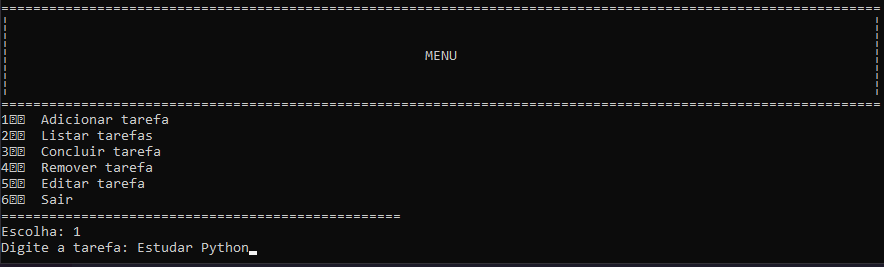 MENU
1 Adicionar tarefa
2 Listar tarefas
3 Concluir tarefa
4 Remover tarefa
5 Editar tarefa
6 Sair
Escolha: 1
Digite a tarefa: Estudar Python